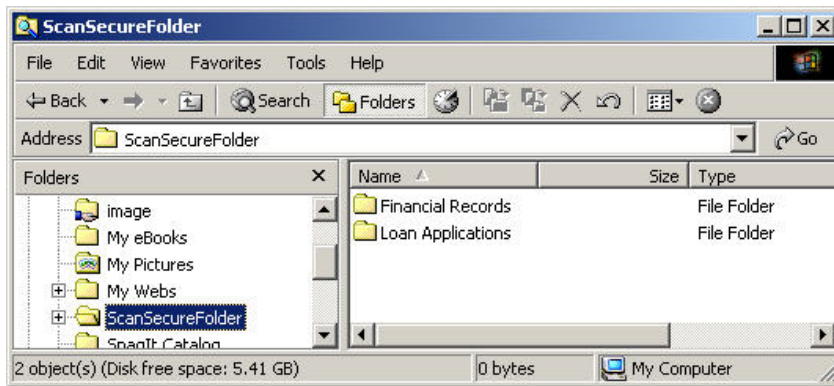 ScanSecureFolder
File Edit View Favorites Tools Help
Back Search Folders
Address ScanSecureFolder Go
Folders Name Size Type
image
My eBooks
My Pictures
My Webs
ScanSecureFolder
SnagIt Catalog
Financial Records File Folder
Loan Applications File Folder
2 object(s) (Disk free space: 5.41 GB) 0 bytes My Computer